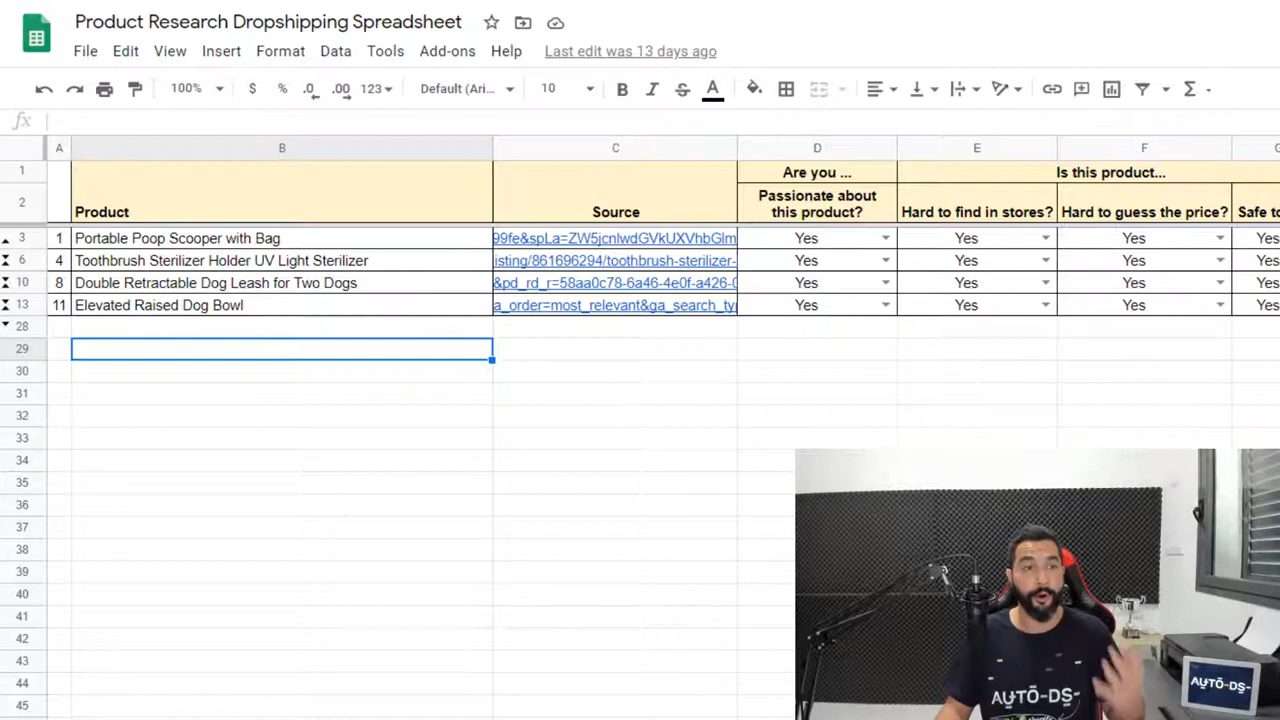 Product Research Dropshipping Spreadsheet
File Edit View Insert Format Data Tools Add-ons Help Last edit was 13 days ago
100% $ % .0 .00 123 Default (Ari... 10 B I S A Σ
fx
A B C D E F
1 Are you ... Is this product...
2 Product Source Passionate about this product? Hard to find in stores? Hard to guess the price? Safe to
3 1 Portable Poop Scooper with Bag 99fe&spLa=ZW5jcnlwdGVkUXVhbGlm Yes Yes Yes Yes
6 4 Toothbrush Sterilizer Holder UV Light Sterilizer isting/861696294/toothbrush-sterilizer- Yes Yes Yes Yes
10 8 Double Retractable Dog Leash for Two Dogs &pd_rd_r=58aa0c78-6a46-4e0f-a426-0 Yes Yes Yes Yes
13 11 Elevated Raised Dog Bowl a_order=most_relevant&ga_search_ty Yes Yes Yes Yes
28
29
30
31
32
33
34
35
36
37
38
39
40
41
42
43
44
45
AUTO-DS-
AUTO-DS-